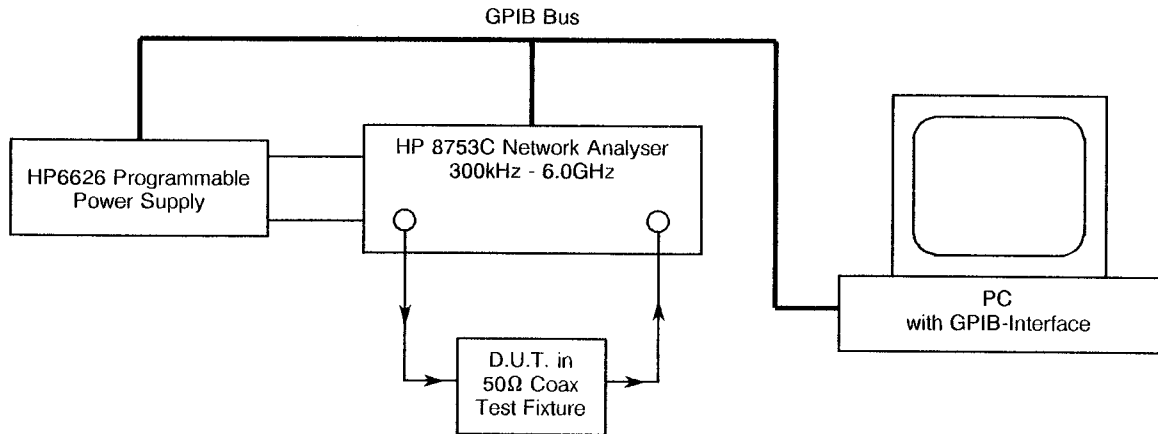 GPIB Bus
HP6626 Programmable
Power Supply
HP 8753C Network Analyser
300kHz - 6.0GHz
D.U.T. in
50Ω Coax
Test Fixture
PC
with GPIB-Interface